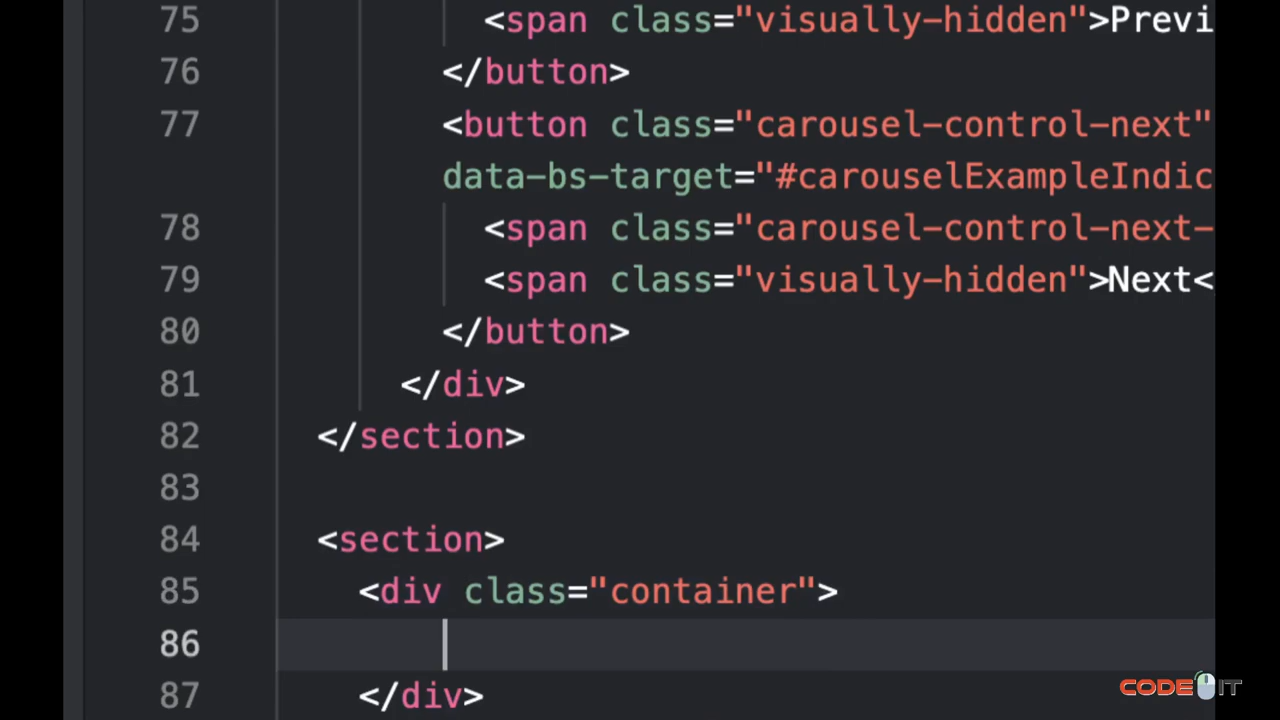 75 <span class="visually-hidden">Previ
76 </button>
77 <button class="carousel-control-next"
data-bs-target="#carouselExampleIndic
78 <span class="carousel-control-next-
79 <span class="visually-hidden">Next<
80 </button>
81 </div>
82 </section>
83
84 <section>
85 <div class="container">
86
87 </div>
CODE IT